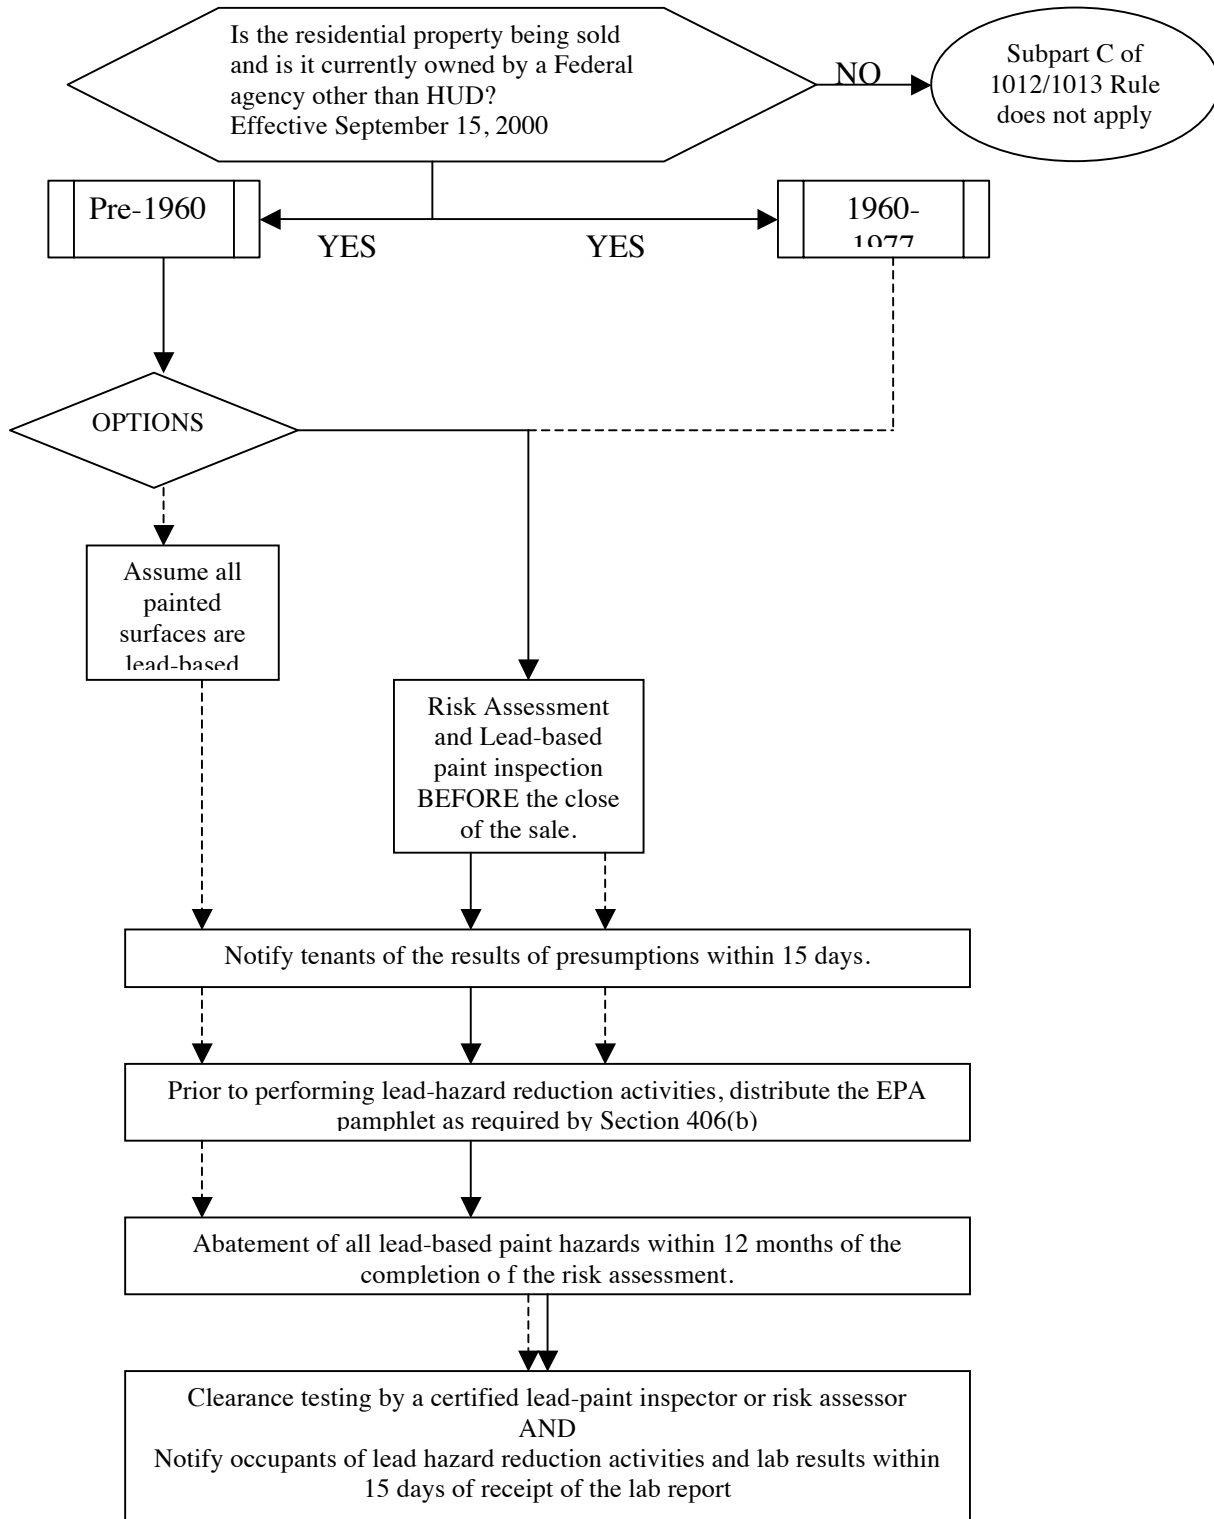 Is the residential property being sold
and is it currently owned by a Federal
agency other than HUD?
Effective September 15, 2000
NO
Subpart C of
1012/1013 Rule
does not apply
Pre-1960
YES
YES
1960-
1977
OPTIONS
Assume all
painted
surfaces are
lead-based
Risk Assessment
and Lead-based
paint inspection
BEFORE the close
of the sale.
Notify tenants of the results of presumptions within 15 days.
Prior to performing lead-hazard reduction activities, distribute the EPA
pamphlet as required by Section 406(b)
Abatement of all lead-based paint hazards within 12 months of the
completion o f the risk assessment.
Clearance testing by a certified lead-paint inspector or risk assessor
AND
Notify occupants of lead hazard reduction activities and lab results within
15 days of receipt of the lab report